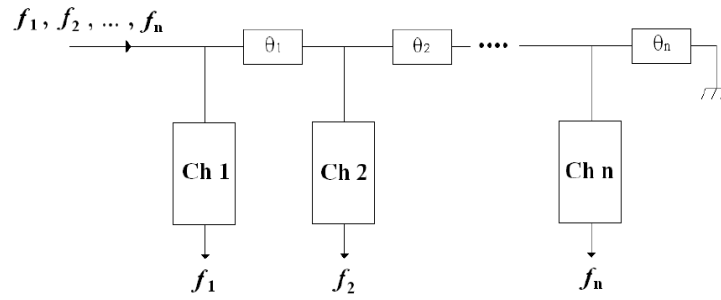 f₁ , f₂ , ... , fₙ
θ₁
θ₂
θₙ
Ch 1
Ch 2
Ch n
f₁
f₂
fₙ